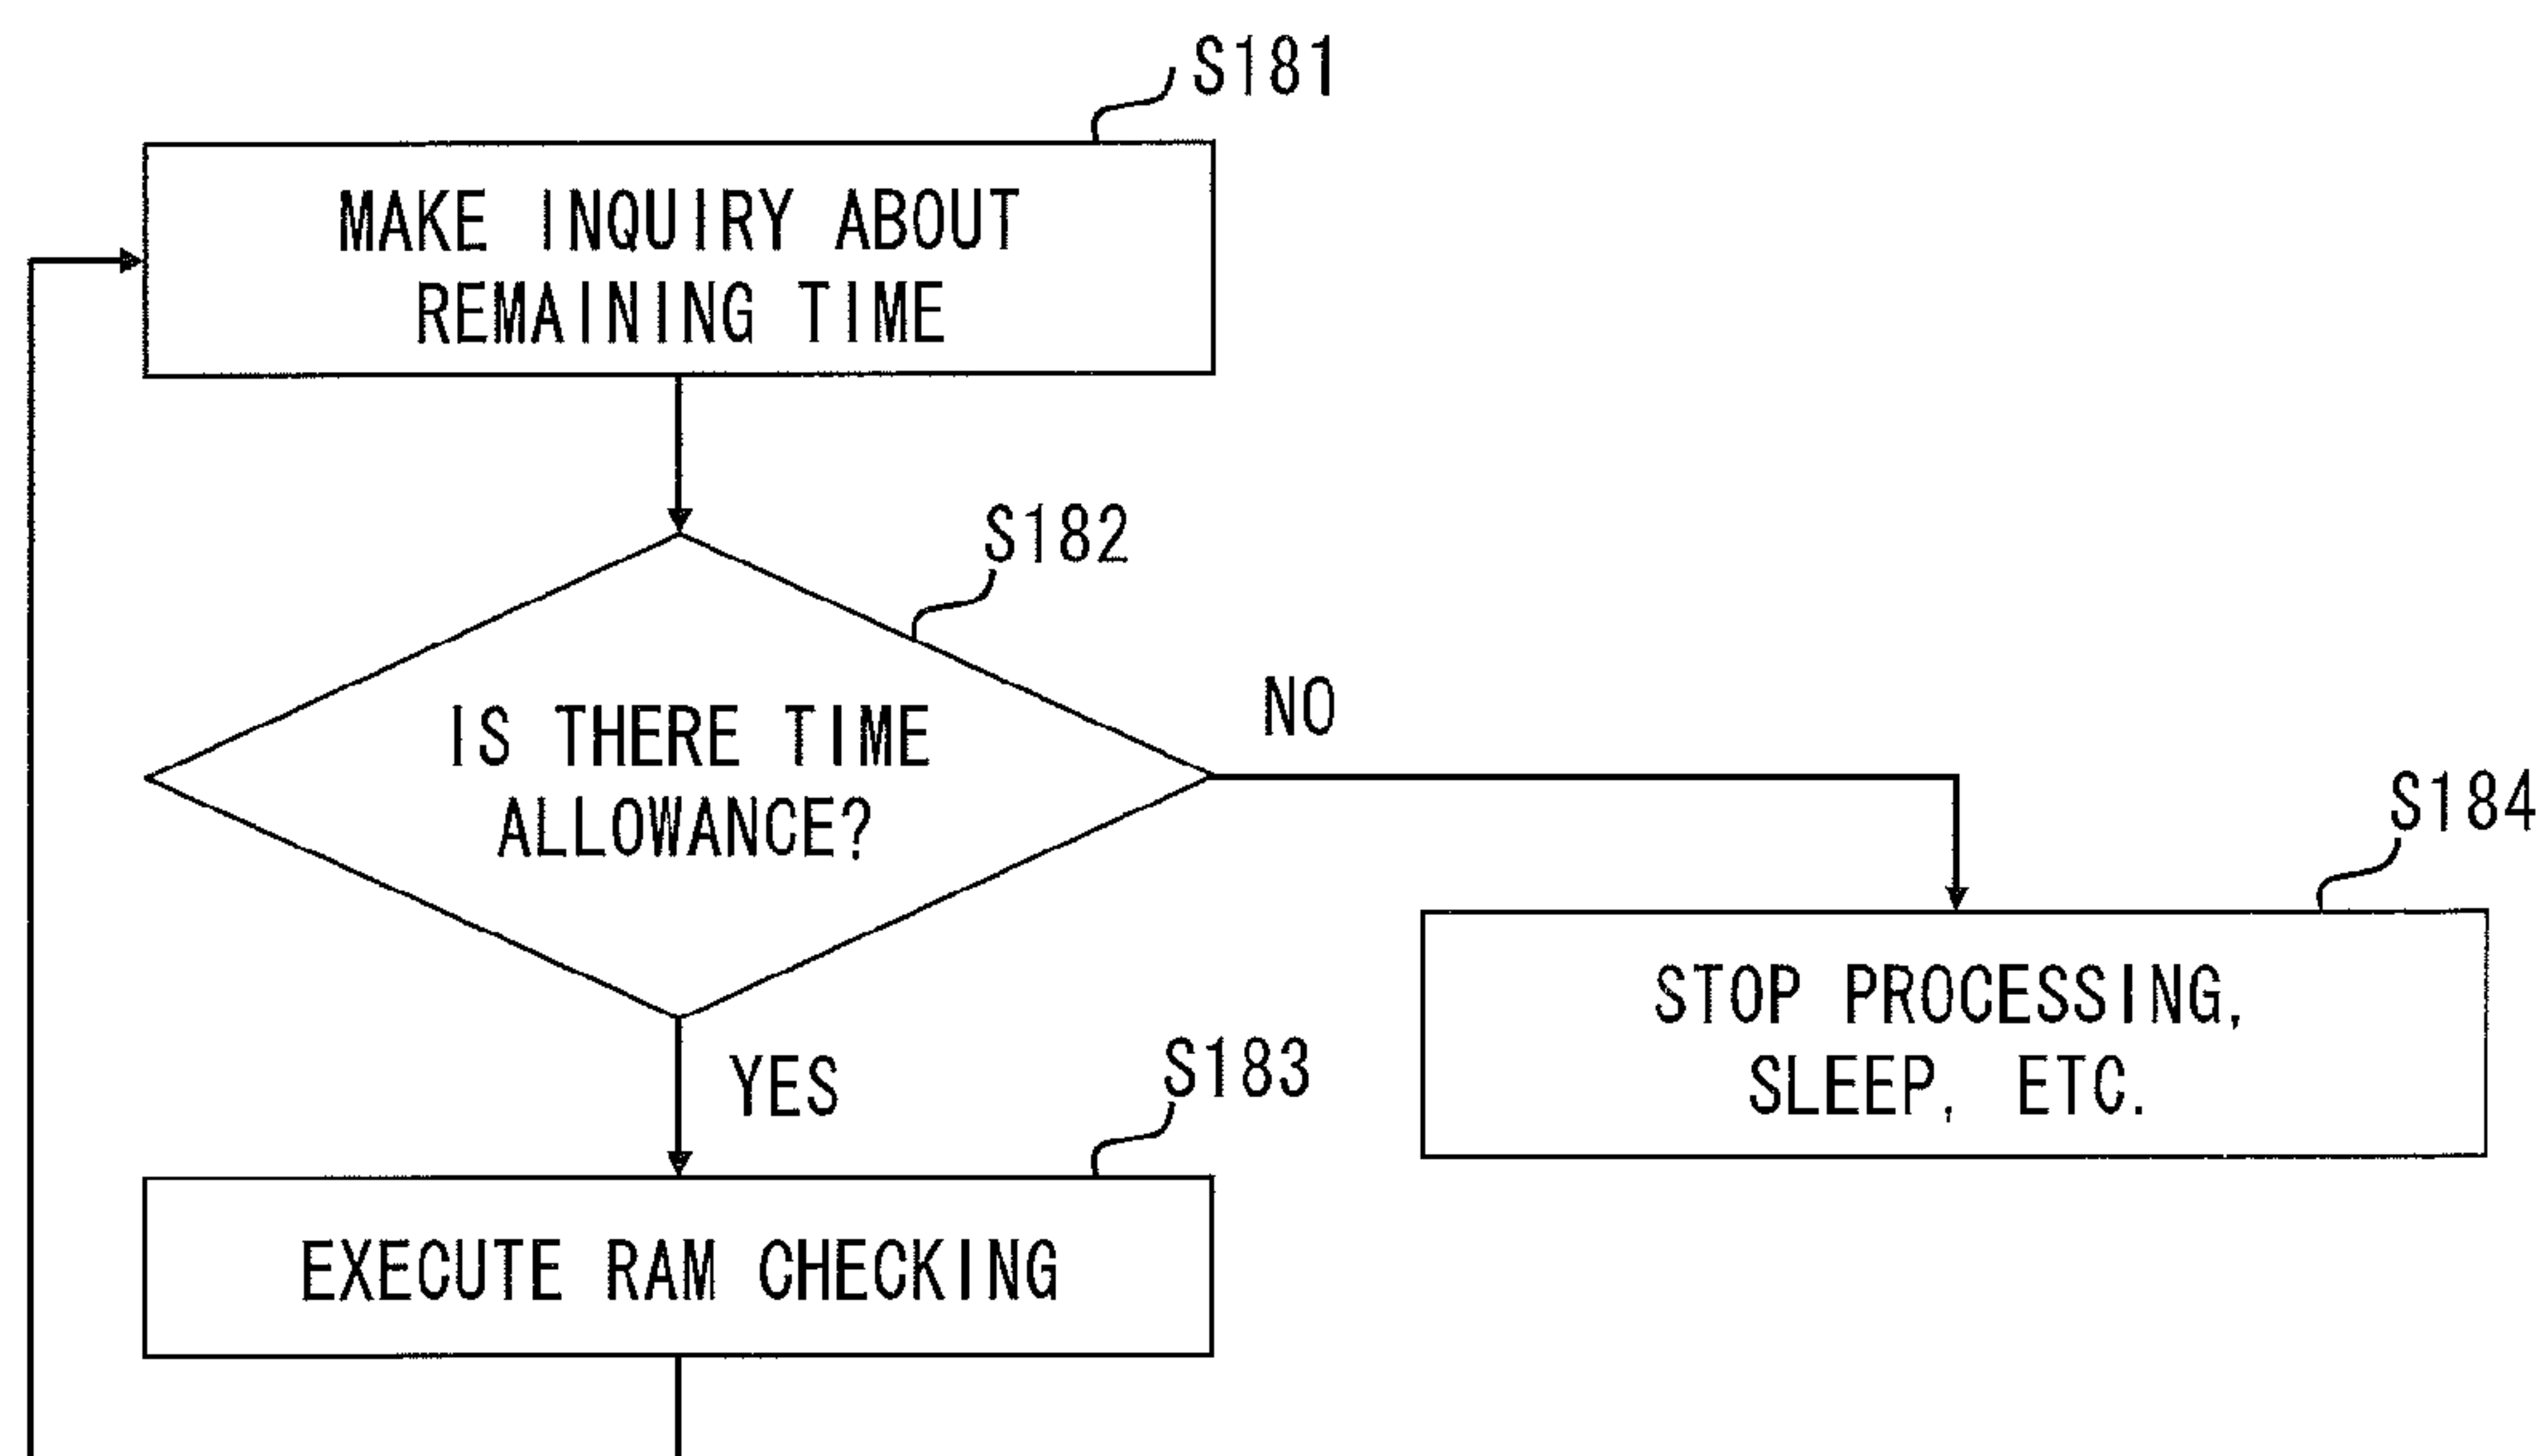 S181
MAKE INQUIRY ABOUT
REMAINING TIME
S182
IS THERE TIME
ALLOWANCE?
NO
S184
STOP PROCESSING,
SLEEP, ETC.
YES
S183
EXECUTE RAM CHECKING